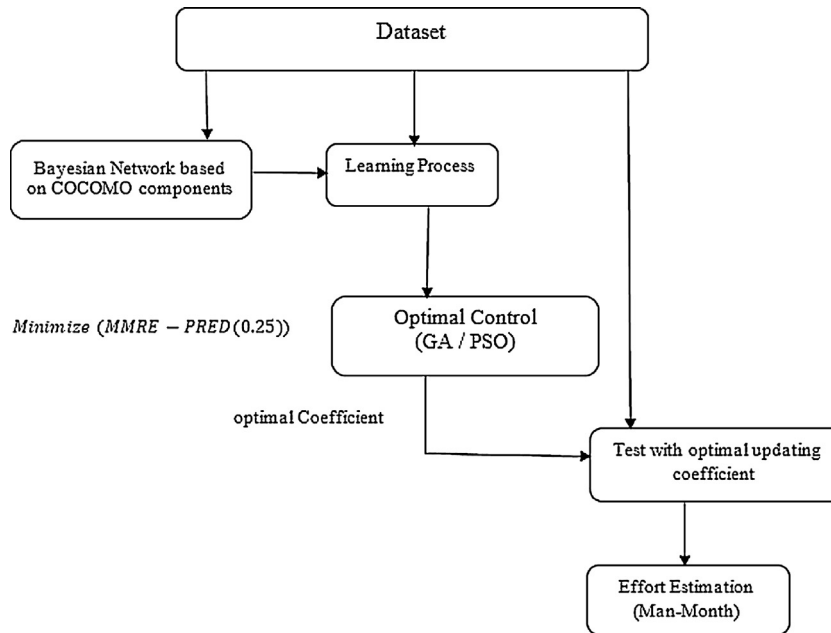 Dataset
Bayesian Network based
on COCOMO components
Learning Process
Minimize (MMRE − PRED(0.25))
Optimal Control
(GA / PSO)
optimal Coefficient
Test with optimal updating
coefficient
Effort Estimation
(Man-Month)